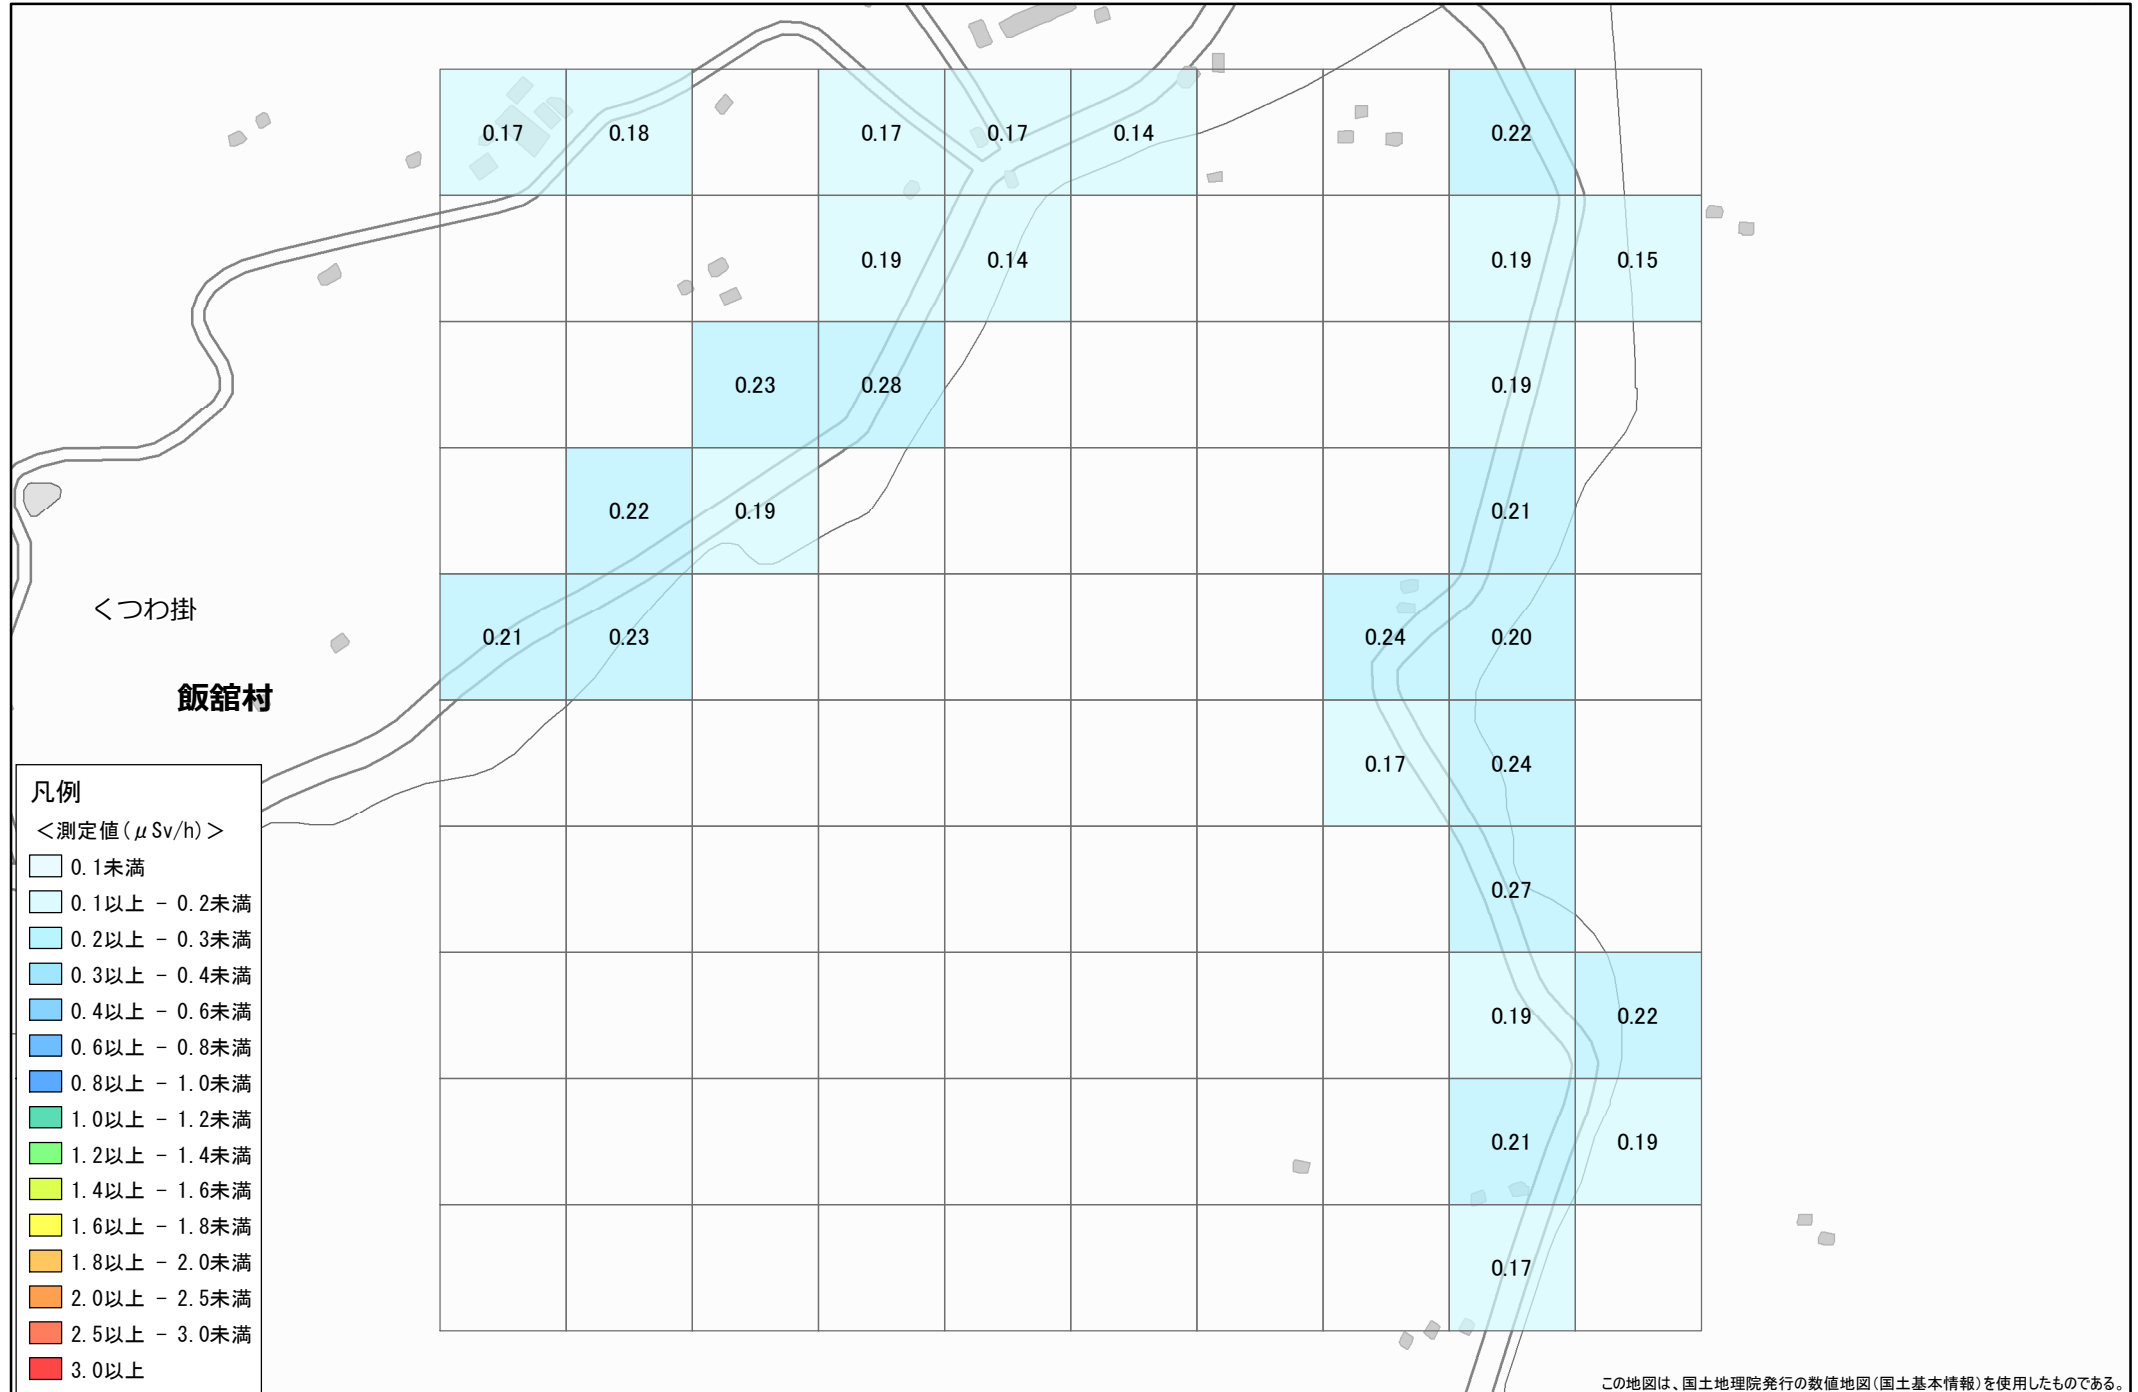 0.17 0.18 0.17 0.17 0.14 0.22
0.19 0.14 0.19 0.15
0.23 0.28 0.19
0.22 0.19 0.21
くつわ掛
0.21 0.23 0.24 0.20
飯舘村
0.17 0.24
0.27
0.19 0.22
0.21 0.19
0.17
凡例
＜測定値(μSv/h)＞
0.1未満
0.1以上 － 0.2未満
0.2以上 － 0.3未満
0.3以上 － 0.4未満
0.4以上 － 0.6未満
0.6以上 － 0.8未満
0.8以上 － 1.0未満
1.0以上 － 1.2未満
1.2以上 － 1.4未満
1.4以上 － 1.6未満
1.6以上 － 1.8未満
1.8以上 － 2.0未満
2.0以上 － 2.5未満
2.5以上 － 3.0未満
3.0以上
この地図は、国土地理院発行の数値地図(国土基本情報)を使用したものである。